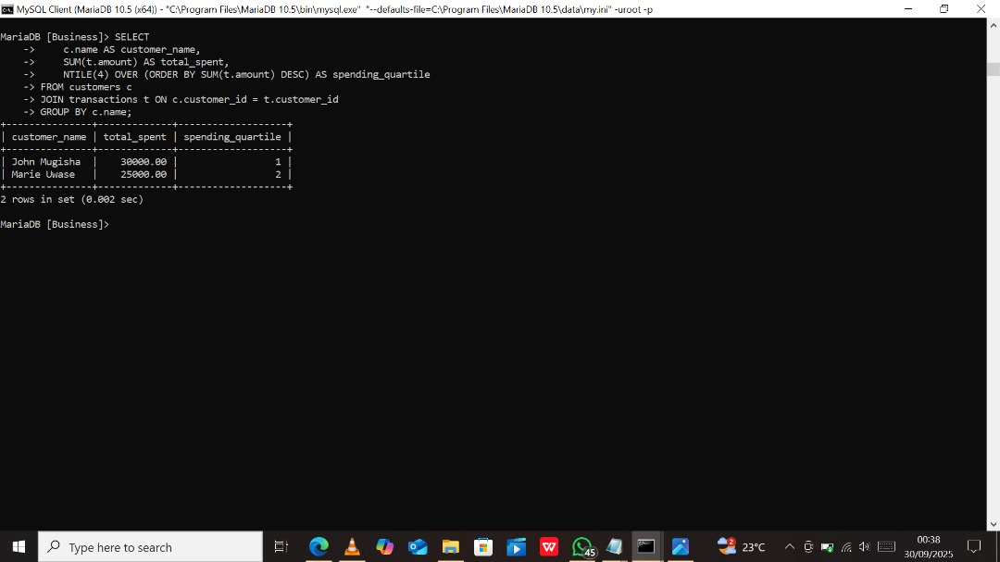 MySQL Client (MariaDB 10.5 (x64)) - "C:\Program Files\MariaDB 10.5\bin\mysql.exe" "--defaults-file=C:\Program Files\MariaDB 10.5\data\my.ini" -uroot -p
MariaDB [Business]> SELECT
    ->     c.name AS customer_name,
    ->     SUM(t.amount) AS total_spent,
    ->     NTILE(4) OVER (ORDER BY SUM(t.amount) DESC) AS spending_quartile
    -> FROM customers c
    -> JOIN transactions t ON c.customer_id = t.customer_id
    -> GROUP BY c.name;
+---------------+-------------+-------------------+
| customer_name | total_spent | spending_quartile |
+---------------+-------------+-------------------+
| John Mugisha  |    30000.00 |                 1 |
| Marie Uwase   |    25000.00 |                 2 |
+---------------+-------------+-------------------+
2 rows in set (0.002 sec)
MariaDB [Business]>
Type here to search
W
45
2
23°C
00:38
30/09/2025